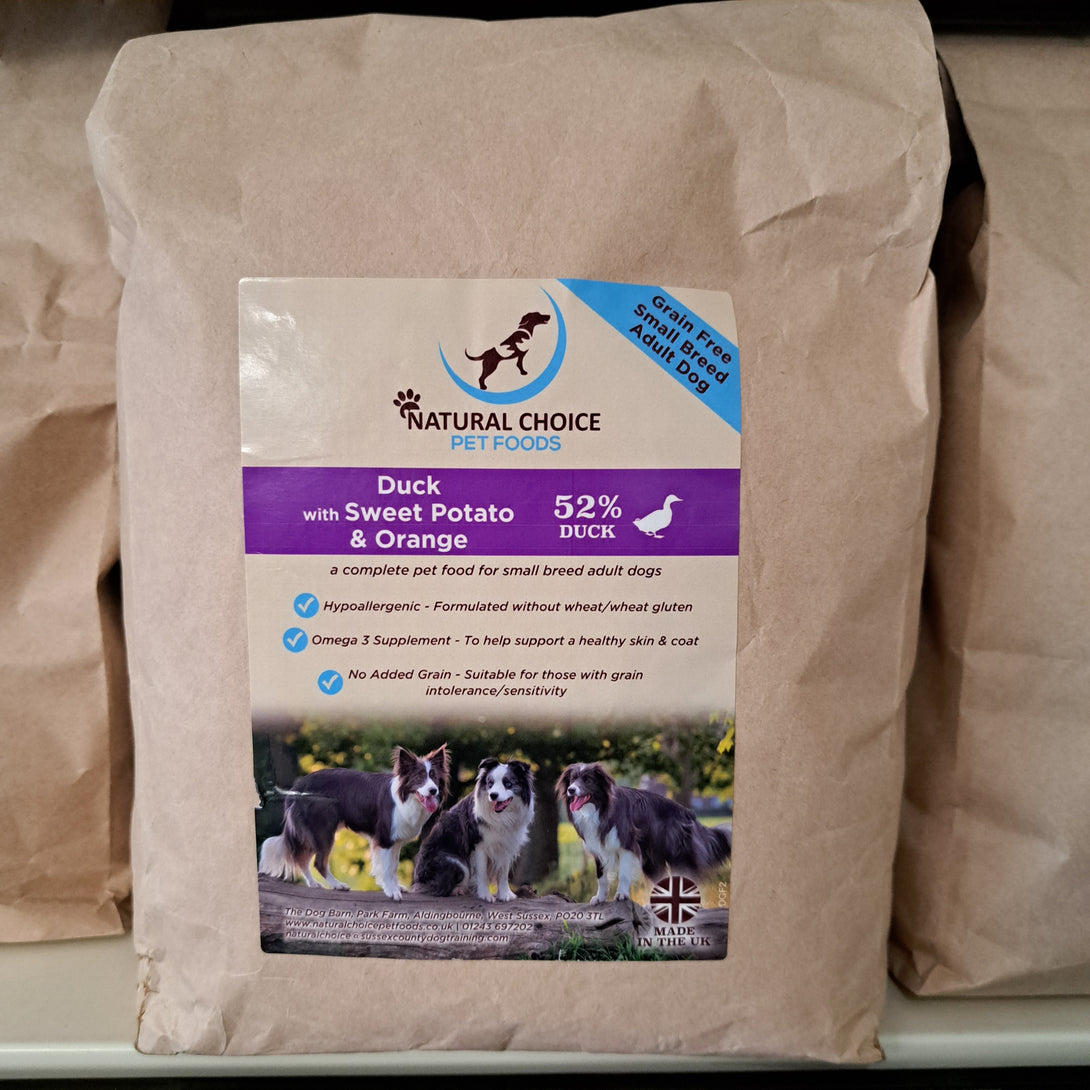 Grain Free
Small Breed
Adult Dog
NATURAL CHOICE
PET FOODS
Duck
with Sweet Potato
& Orange
52%
DUCK
a complete pet food for small breed adult dogs
Hypoallergenic - Formulated without wheat/wheat gluten
Omega 3 Supplement - To help support a healthy skin & coat
No Added Grain - Suitable for those with grain
intolerance/sensitivity
The Dog Barn, Park Farm, Aldingbourne, West Sussex, PO20 3TL
www.naturalchoicepetfoods.co.uk | 01243 697202
naturalchoice@sussexcountydogtraining.com
MADE
IN THE UK